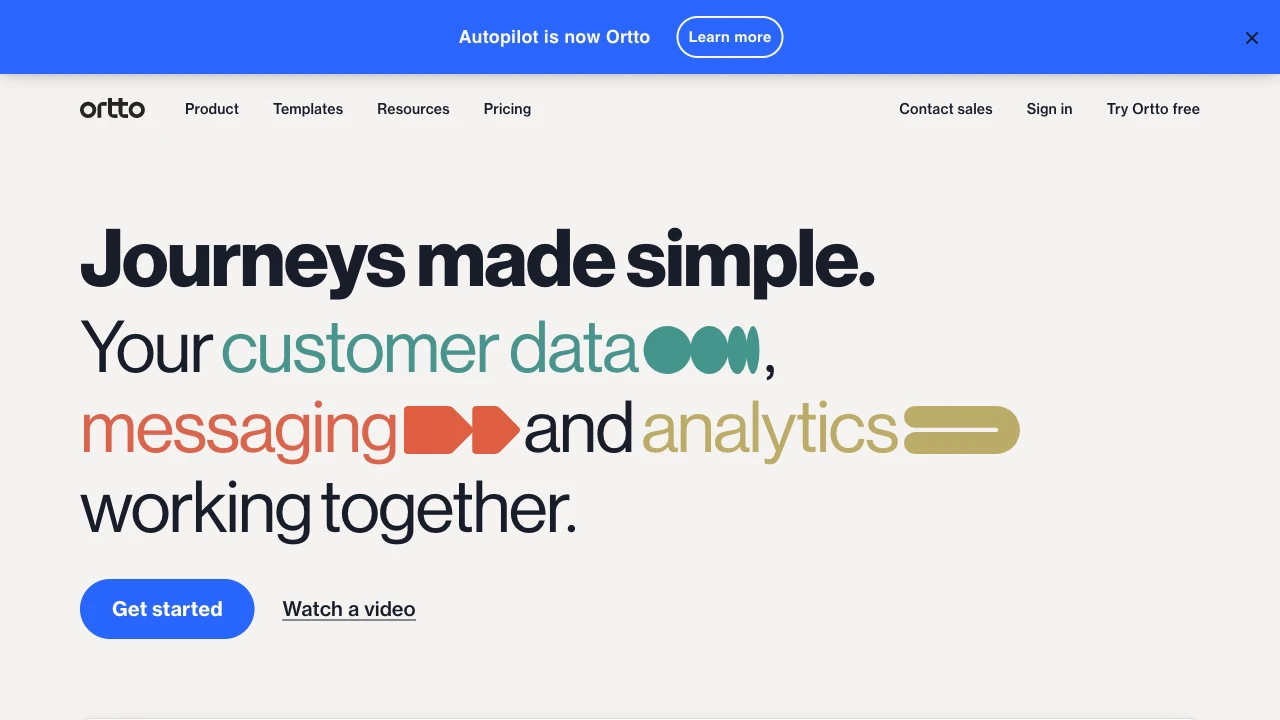 Autopilot is now Ortto
Learn more
ortto
Product
Templates
Resources
Pricing
Contact sales
Sign in
Try Ortto free
Journeys made simple.
Your customer data,
messaging and analytics
working together.
Get started
Watch a video